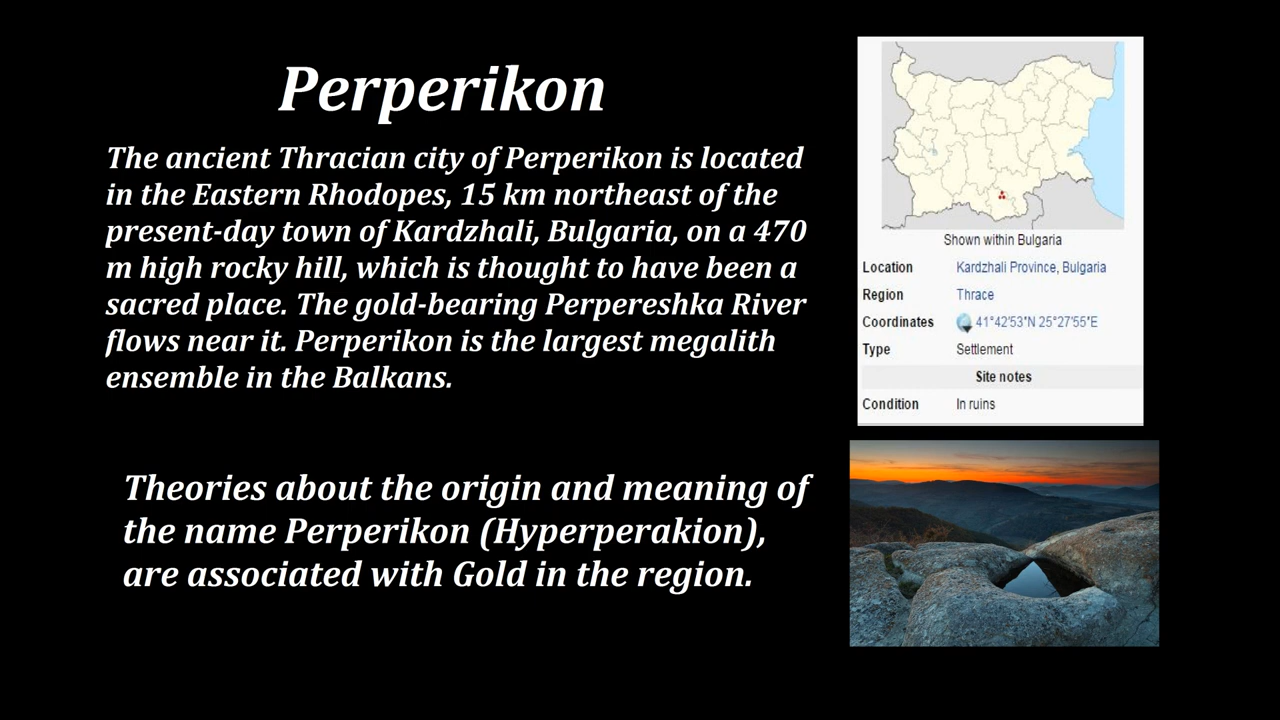 Perperikon
The ancient Thracian city of Perperikon is located
in the Eastern Rhodopes, 15 km northeast of the
present-day town of Kardzhali, Bulgaria, on a 470
m high rocky hill, which is thought to have been a
sacred place. The gold-bearing Perpereshka River
flows near it. Perperikon is the largest megalith
ensemble in the Balkans.
Theories about the origin and meaning of
the name Perperikon (Hyperperakion),
are associated with Gold in the region.
Shown within Bulgaria
Location Kardzhali Province, Bulgaria
Region Thrace
Coordinates 41°42′53″N 25°27′55″E
Type Settlement
Site notes
Condition In ruins